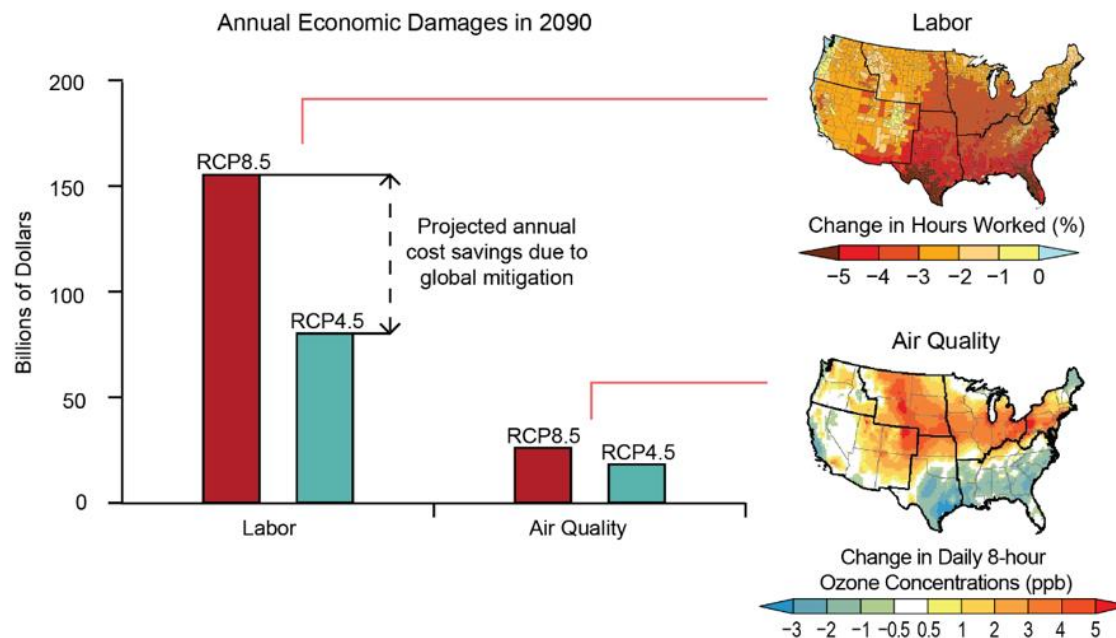 Annual Economic Damages in 2090
Billions of Dollars
200
150
100
50
0
RCP8.5
RCP4.5
Projected annual
cost savings due to
global mitigation
RCP8.5
RCP4.5
Labor
Air Quality
Labor
Change in Hours Worked (%)
−5 −4 −3 −2 −1 0
Air Quality
Change in Daily 8-hour
Ozone Concentrations (ppb)
−3 −2 −1 −0.5 0.5 1 2 3 4 5